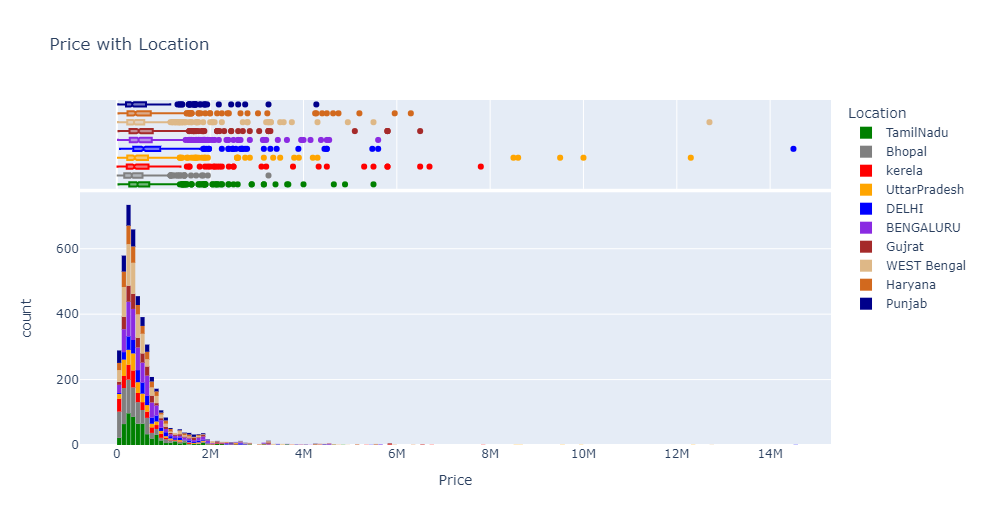 Price with Location
Location
TamilNadu
Bhopal
kerela
UttarPradesh
DELHI
BENGALURU
Gujrat
WEST Bengal
Haryana
Punjab
count
600
400
200
0
0 2M 4M 6M 8M 10M 12M 14M
Price